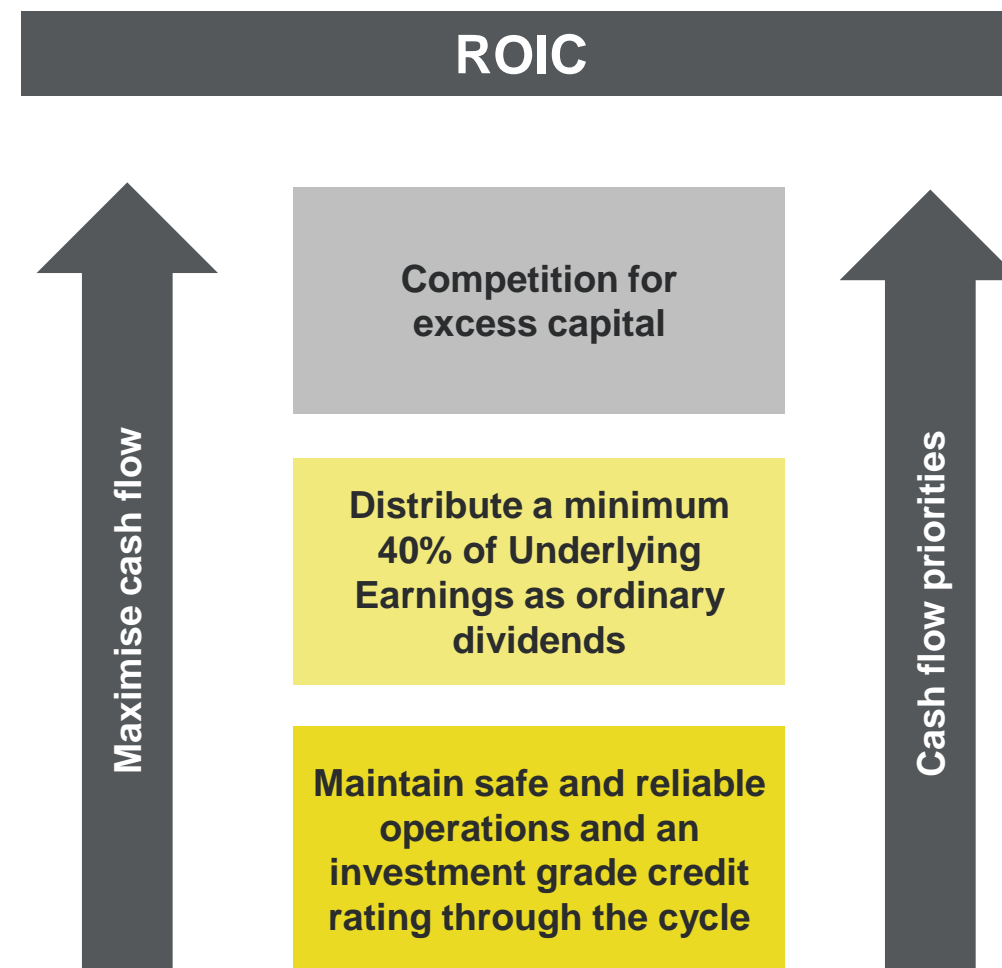 ROIC
Competition for
excess capital
Distribute a minimum
40% of Underlying
Earnings as ordinary
dividends
Maintain safe and reliable
operations and an
investment grade credit
rating through the cycle
Maximise cash flow
Cash flow priorities